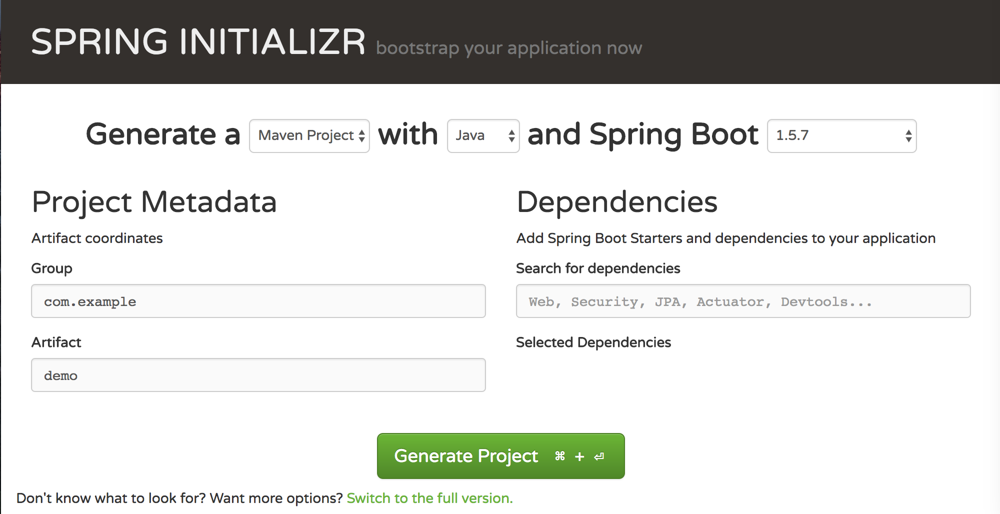 SPRING INITIALIZR bootstrap your application now
Generate a Maven Project with Java and Spring Boot 1.5.7
Project Metadata
Artifact coordinates
Group
com.example
Artifact
demo
Dependencies
Add Spring Boot Starters and dependencies to your application
Search for dependencies
Web, Security, JPA, Actuator, Devtools...
Selected Dependencies
Generate Project ⌘ + ⏎
Don't know what to look for? Want more options? Switch to the full version.